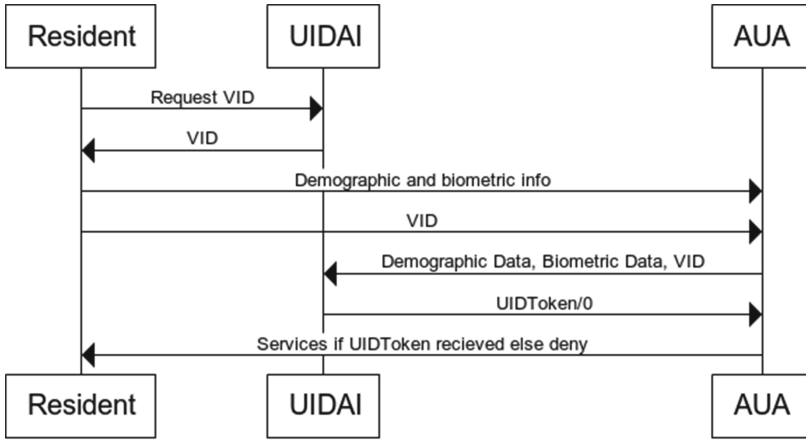 Resident UIDAI AUA
Request VID
VID
Demographic and biometric info
VID
Demographic Data, Biometric Data, VID
UIDToken/0
Services if UIDToken recieved else deny
Resident UIDAI AUA